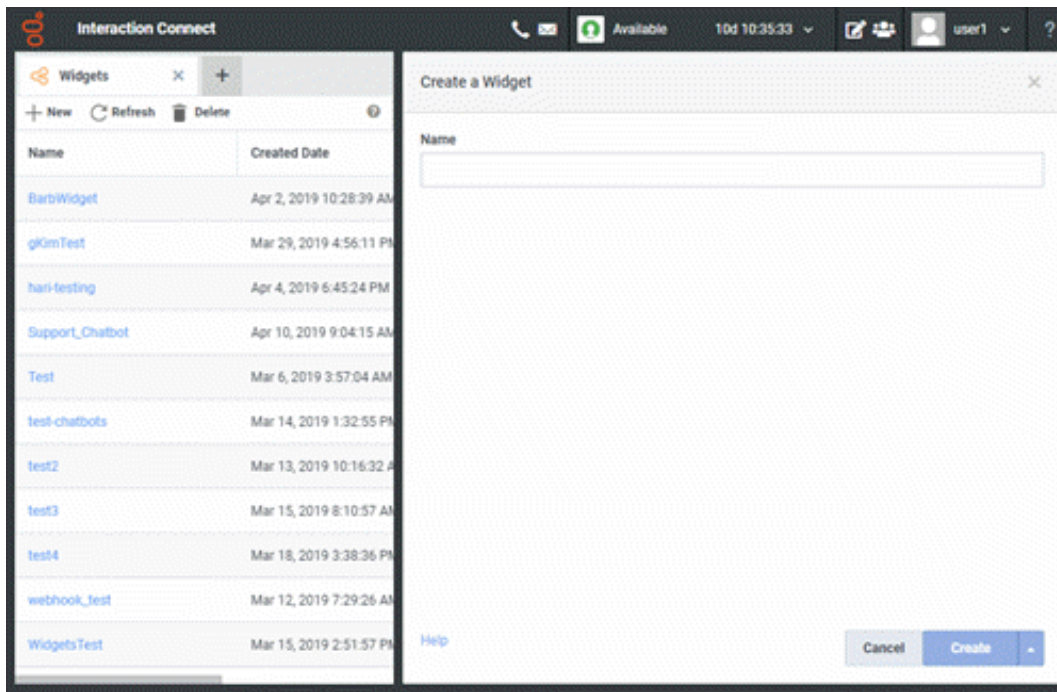 Interaction Connect
Available 10d 10:35:33 user1 ?
Widgets
New Refresh Delete
Name Created Date
BarbWidget Apr 2, 2019 10:28:39 AM
gKimTest Mar 29, 2019 4:56:11 PM
hari-testing Apr 4, 2019 6:45:24 PM
Support_Chatbot Apr 10, 2019 9:04:15 AM
Test Mar 6, 2019 3:57:04 AM
test-chatbots Mar 14, 2019 1:32:55 PM
test2 Mar 13, 2019 10:16:32 A
test3 Mar 15, 2019 8:10:57 AM
test4 Mar 18, 2019 3:38:36 PM
webhook_test Mar 12, 2019 7:29:26 AM
WidgetsTest Mar 15, 2019 2:51:57 PM
Create a Widget
Name
Help
Cancel Create